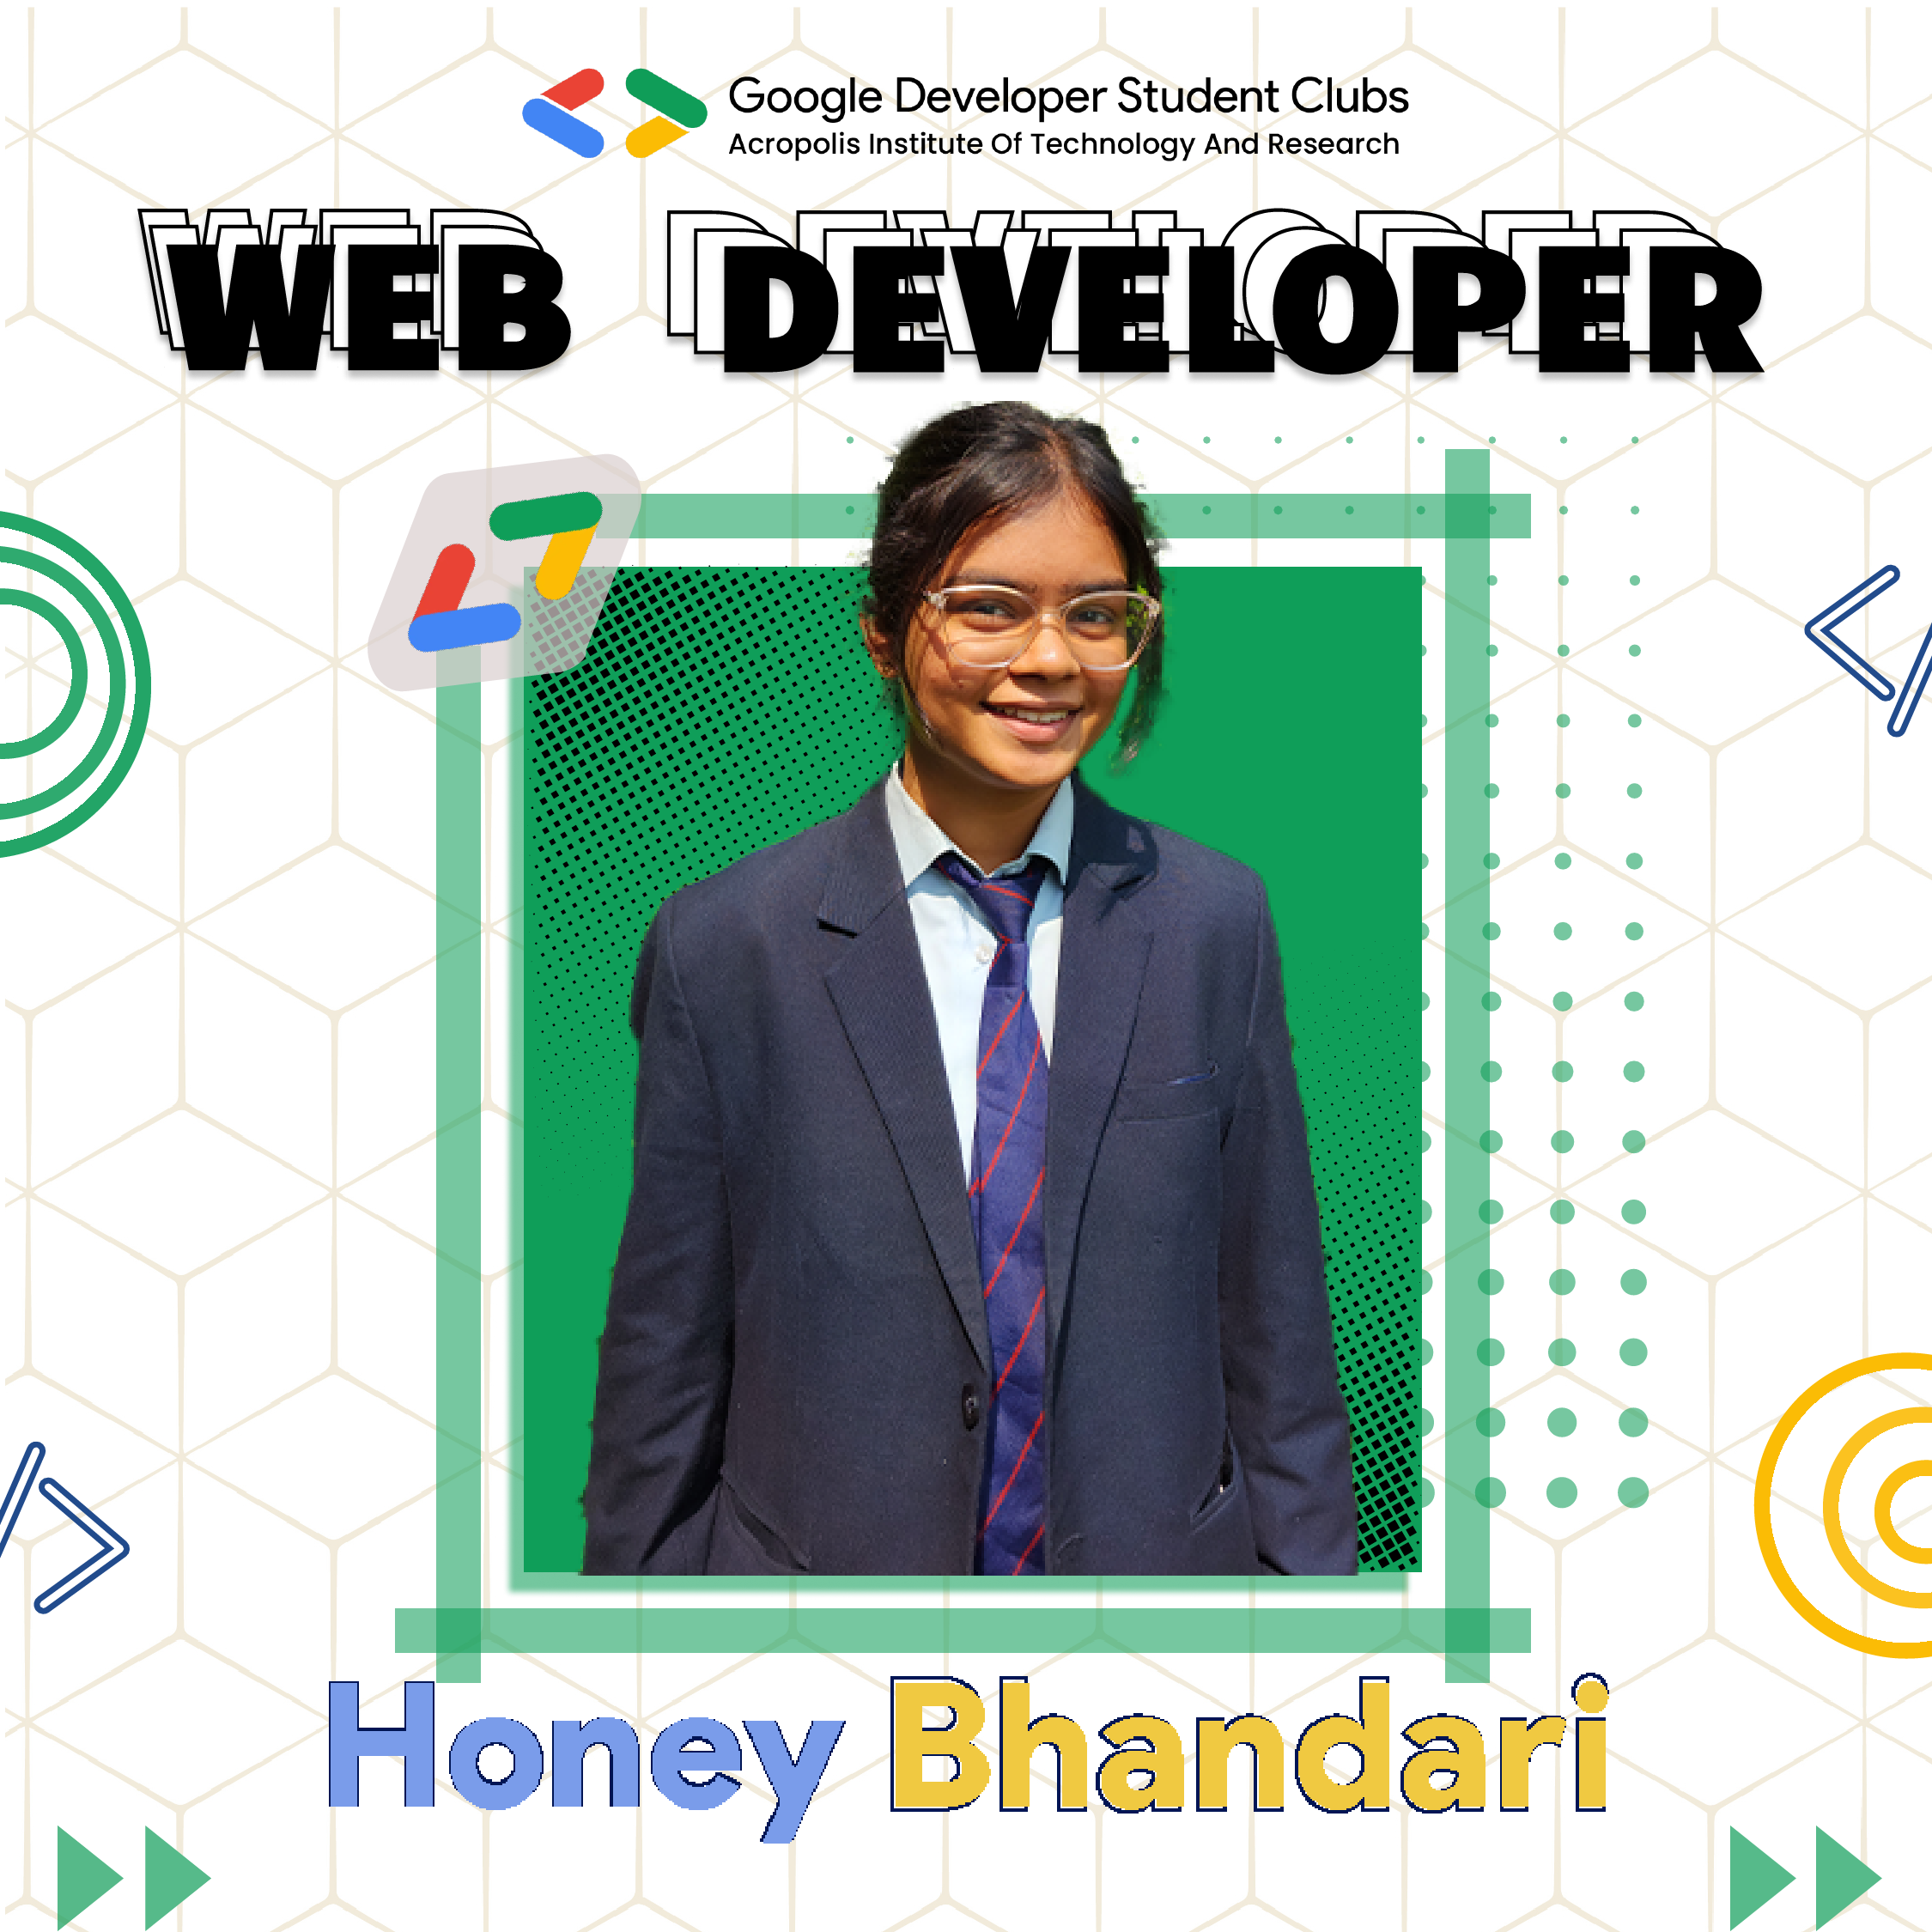 Google Developer Student Clubs
Acropolis Institute Of Technology And Research
WEB DEVELOPER
Honey Bhandari